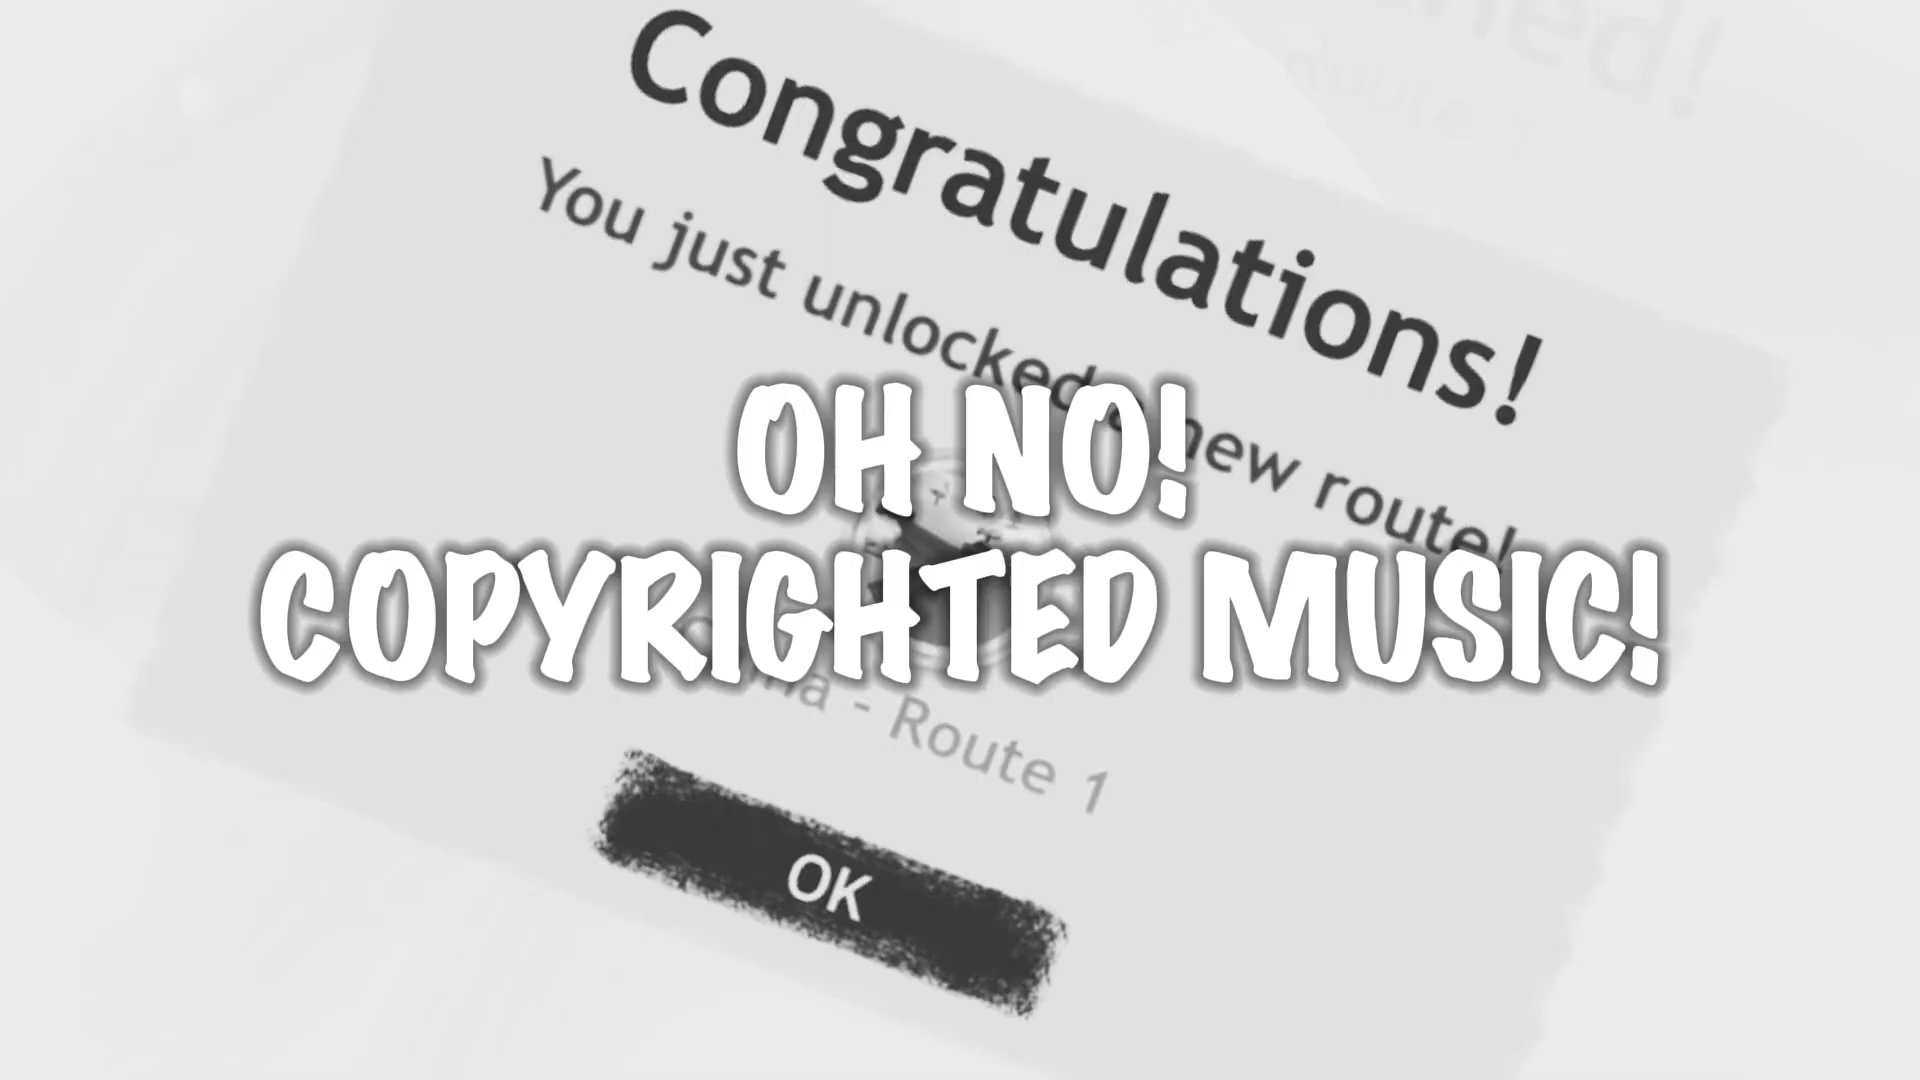 Congratulations!
You just unlocked a new route!
OH NO!
COPYRIGHTED MUSIC!
- Route 1
OK